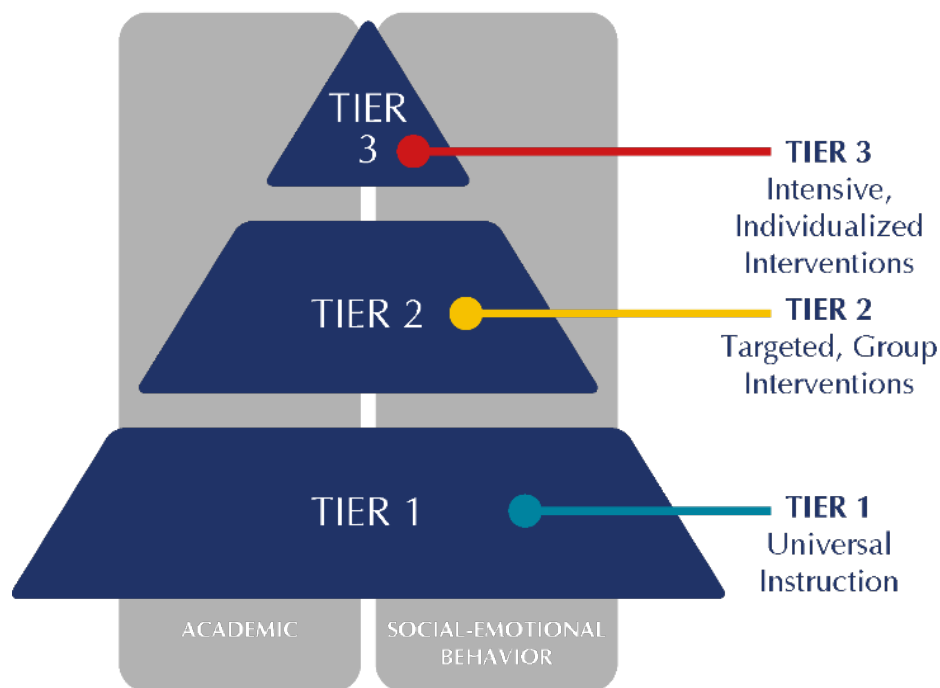 TIER
3
TIER 3
Intensive,
Individualized
Interventions
TIER 2
TIER 2
Targeted, Group
Interventions
TIER 1
TIER 1
Universal
Instruction
ACADEMIC
SOCIAL-EMOTIONAL
BEHAVIOR